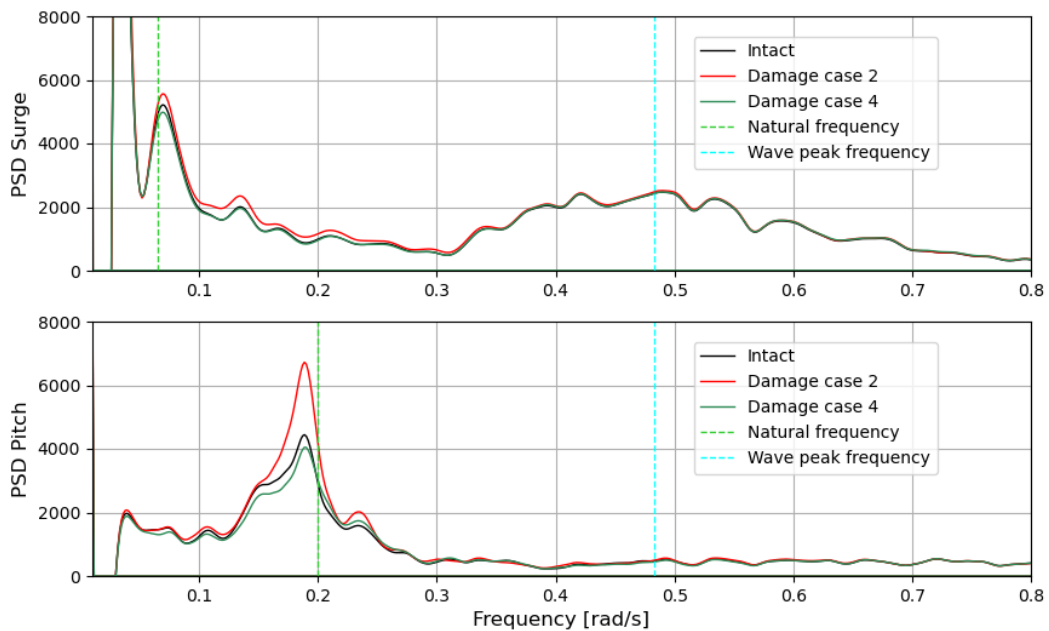 8000
6000
4000
2000
0
PSD Surge
Intact
Damage case 2
Damage case 4
Natural frequency
Wave peak frequency
0.1 0.2 0.3 0.4 0.5 0.6 0.7 0.8
8000
6000
4000
2000
0
PSD Pitch
Intact
Damage case 2
Damage case 4
Natural frequency
Wave peak frequency
0.1 0.2 0.3 0.4 0.5 0.6 0.7 0.8
Frequency [rad/s]